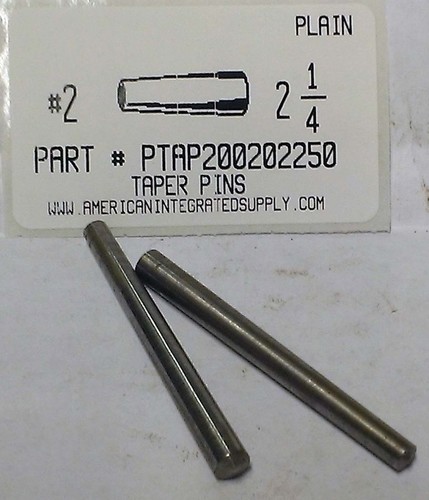 PLAIN
#2 2 1/4
PART # PTAP200202250
TAPER PINS
WWW.AMERICANINTEGRATEDSUPPLY.COM